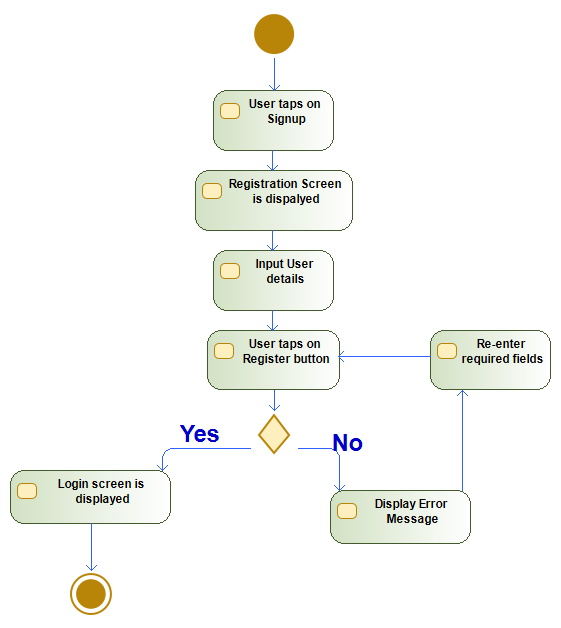 User taps on
Signup
Registration Screen
is dispalyed
Input User
details
User taps on
Register button
Re-enter
required fields
Yes
No
Login screen is
displayed
Display Error
Message